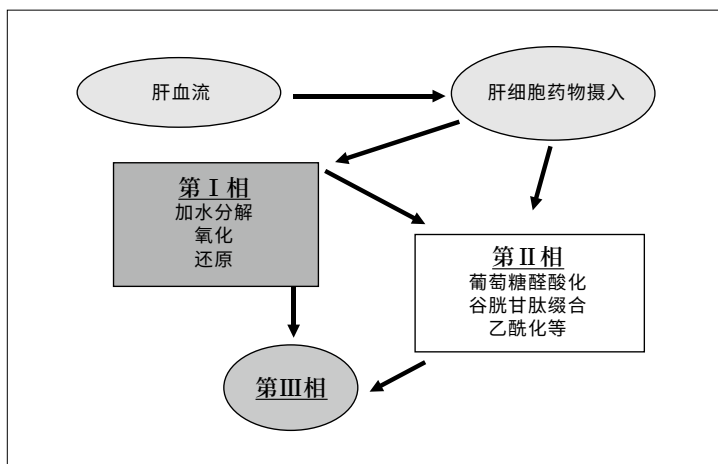 肝血流
肝细胞药物摄入
第Ⅰ相
加水分解
氧化
还原
第Ⅱ相
葡萄糖醛酸化
谷胱甘肽缀合
乙酰化等
第Ⅲ相